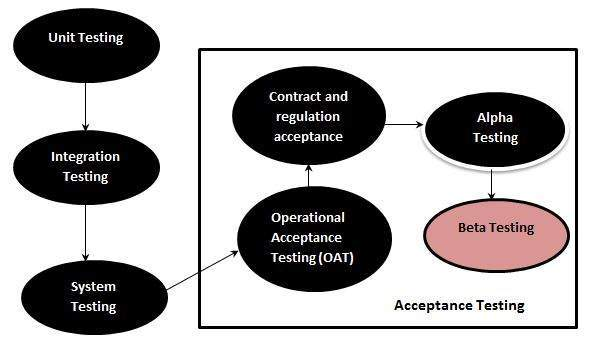 Unit Testing
Integration
Testing
System
Testing
Operational
Acceptance
Testing (OAT)
Contract and
regulation
acceptance
Alpha
Testing
Beta Testing
Acceptance Testing